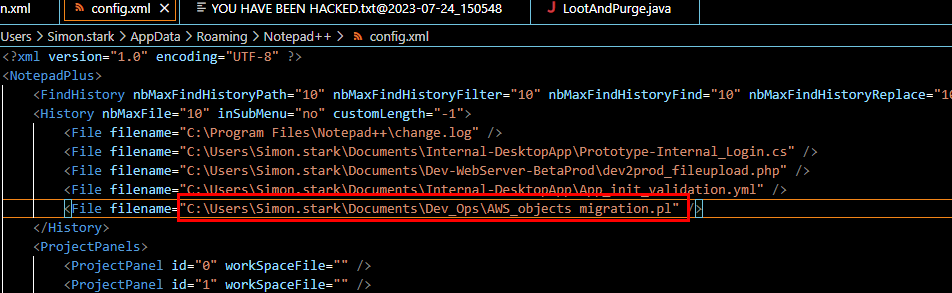 n.xml config.xml YOU HAVE BEEN HACKED.txt@2023-07-24_150548 LootAndPurge.java
Users > Simon.stark > AppData > Roaming > Notepad++ > config.xml
<?xml version="1.0" encoding="UTF-8" ?>
<NotepadPlus>
<FindHistory nbMaxFindHistoryPath="10" nbMaxFindHistoryFilter="10" nbMaxFindHistoryFind="10" nbMaxFindHistoryReplace="10
<History nbMaxFile="10" inSubMenu="no" customLength="-1">
<File filename="C:\Program Files\Notepad++\change.log" />
<File filename="C:\Users\Simon.stark\Documents\Internal-DesktopApp\Prototype-Internal_Login.cs" />
<File filename="C:\Users\Simon.stark\Documents\Dev-WebServer-BetaProd\dev2prod_fileupload.php" />
<File filename="C:\Users\Simon.stark\Documents\Internal-DesktopApp\App_init_validation.yml" />
<File filename="C:\Users\Simon.stark\Documents\Dev_Ops\AWS_objects migration.pl" />
</History>
<ProjectPanels>
<ProjectPanel id="0" workSpaceFile="" />
<ProjectPanel id="1" workSpaceFile="" />